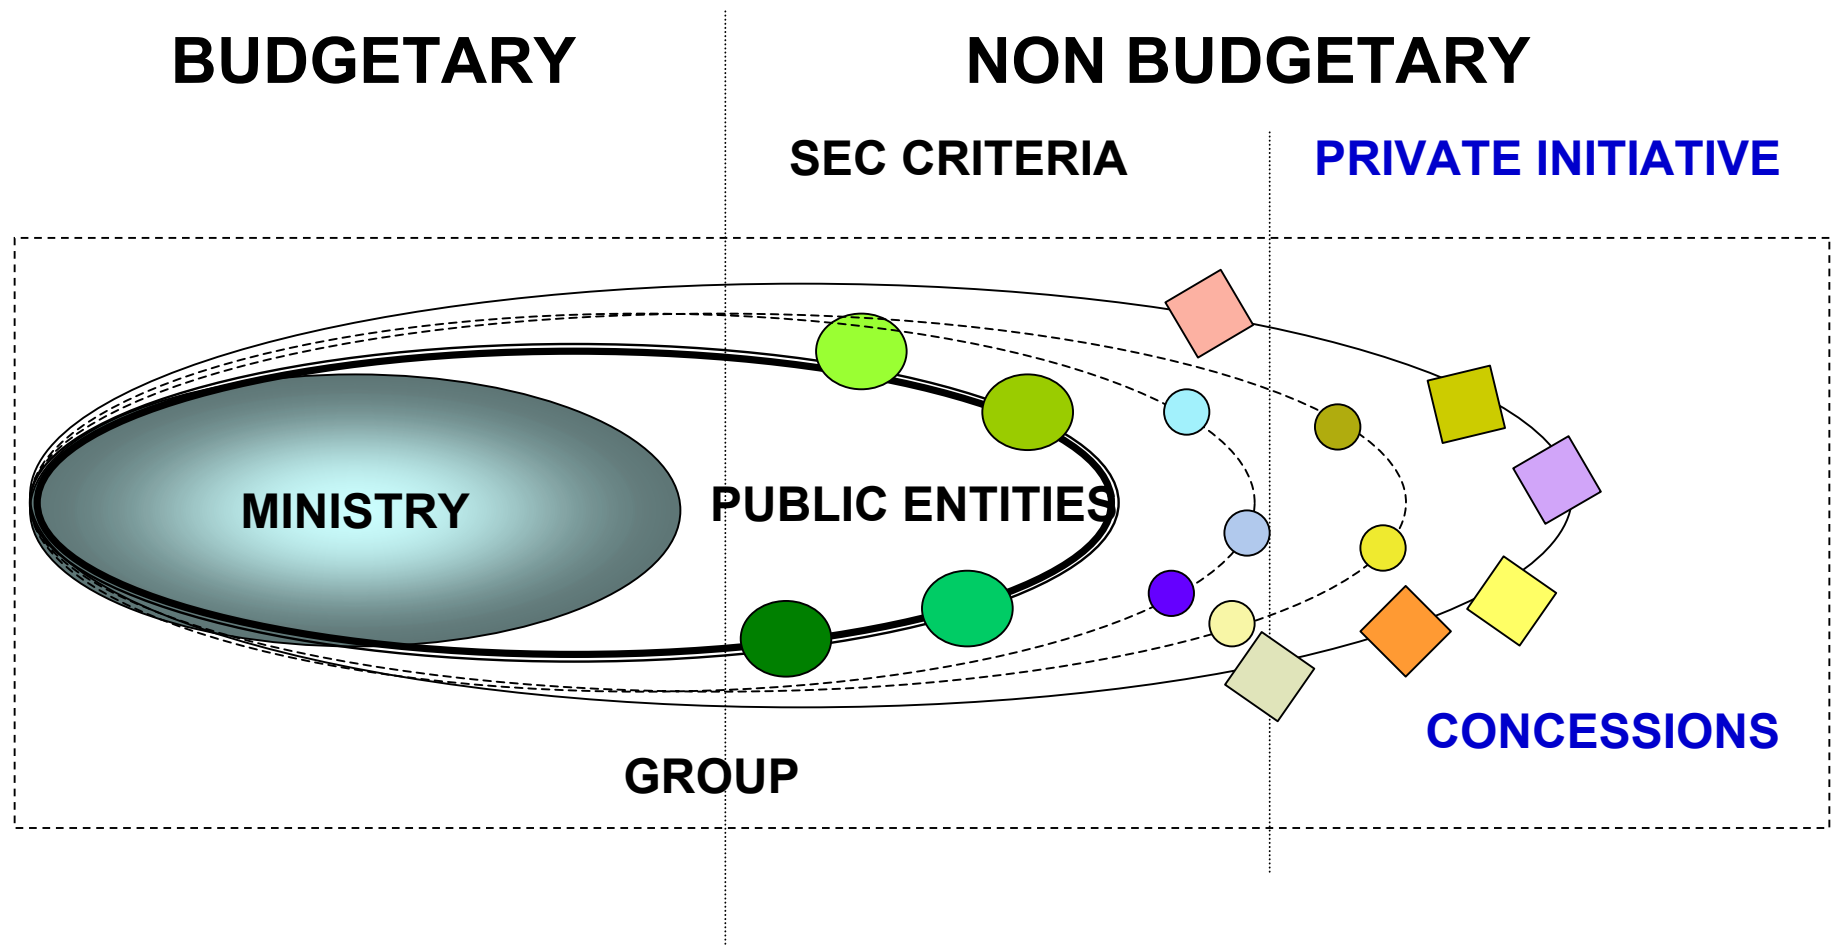 BUDGETARY
NON BUDGETARY
SEC CRITERIA
PRIVATE INITIATIVE
MINISTRY
PUBLIC ENTITIES
CONCESSIONS
GROUP